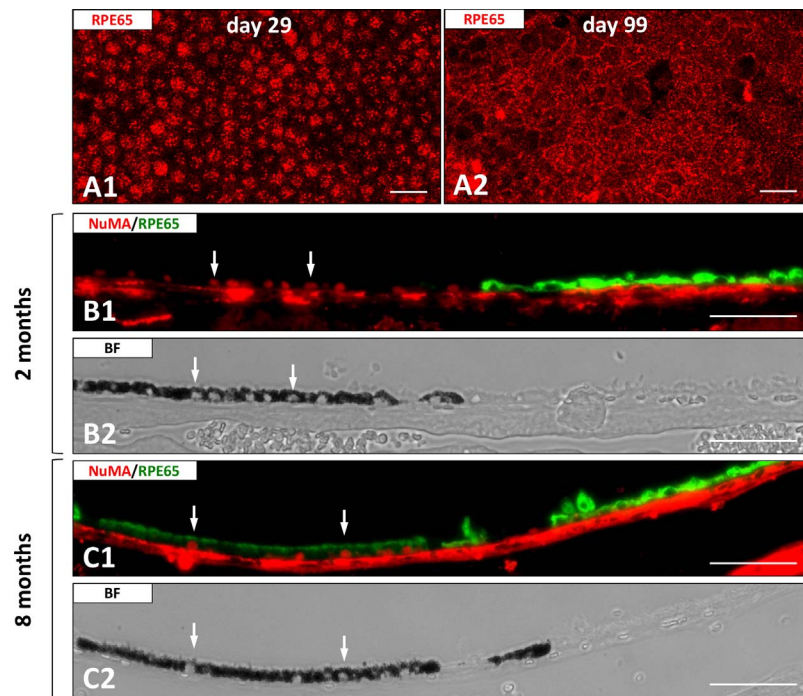 RPE65
day 29
A1
RPE65
day 99
A2
2 months
NuMA/RPE65
B1
BF
B2
8 months
NuMA/RPE65
C1
BF
C2